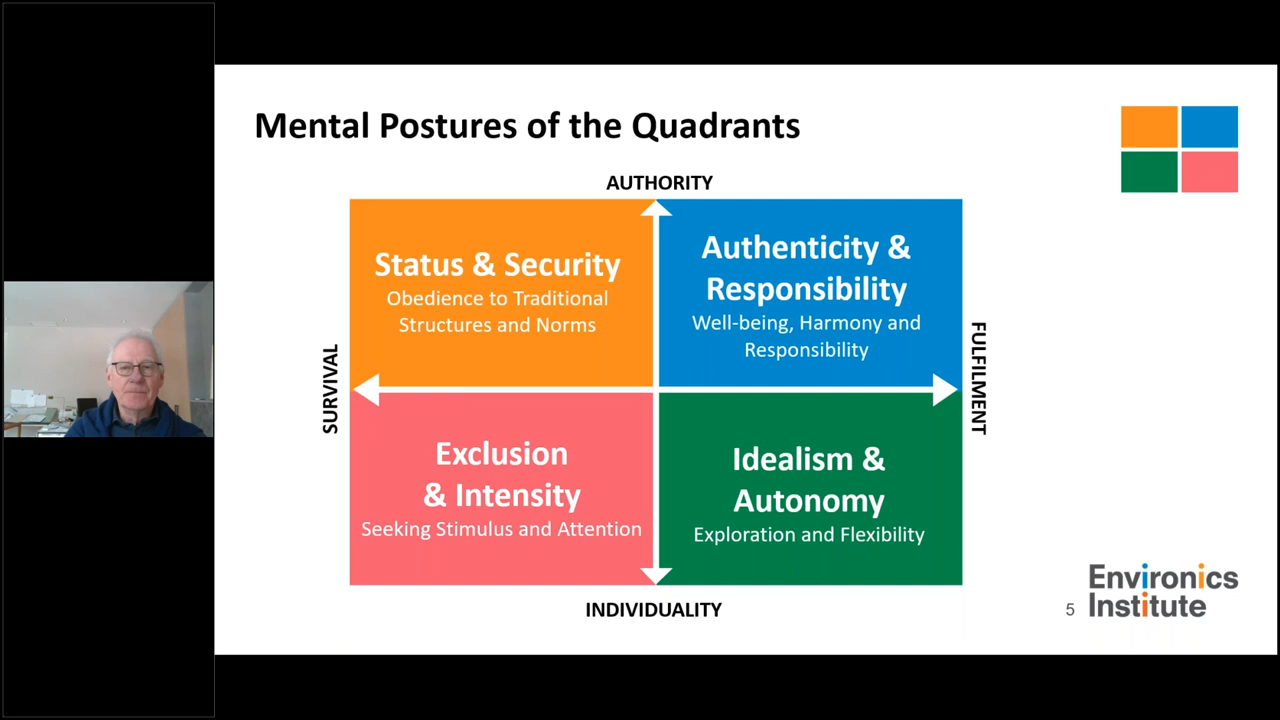 Mental Postures of the Quadrants
AUTHORITY
Status & Security
Obedience to Traditional
Structures and Norms
Authenticity &
Responsibility
Well-being, Harmony and
Responsibility
SURVIVAL
FULFILMENT
Exclusion
& Intensity
Seeking Stimulus and Attention
Idealism &
Autonomy
Exploration and Flexibility
INDIVIDUALITY
5
Environics
Institute